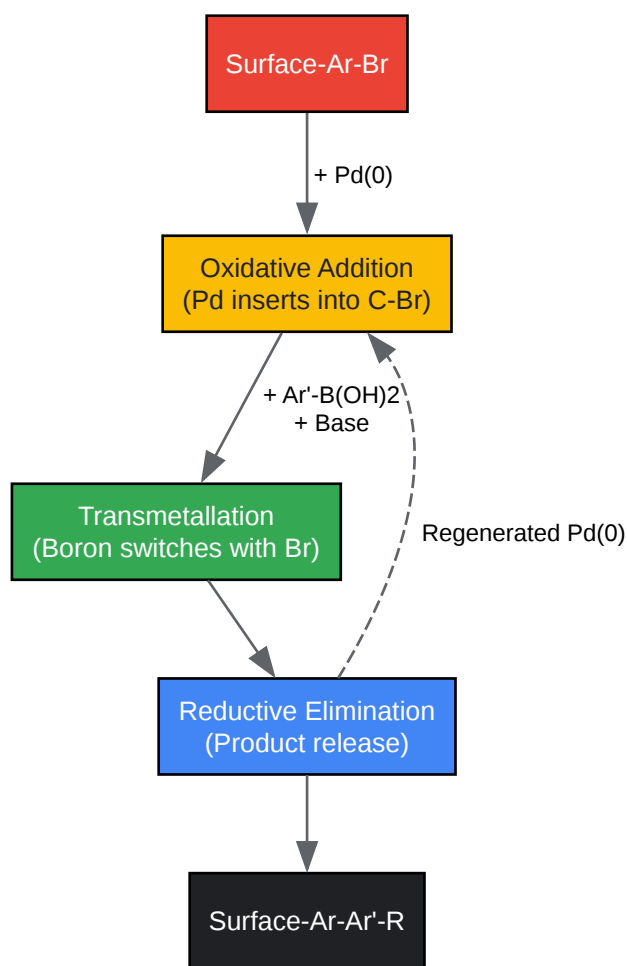 Surface-Ar-Br
+ Pd(0)
Oxidative Addition
(Pd inserts into C-Br)
+ Ar'-B(OH)2
+ Base
Transmetallation
(Boron switches with Br)
Regenerated Pd(0)
Reductive Elimination
(Product release)
Surface-Ar-Ar'-R